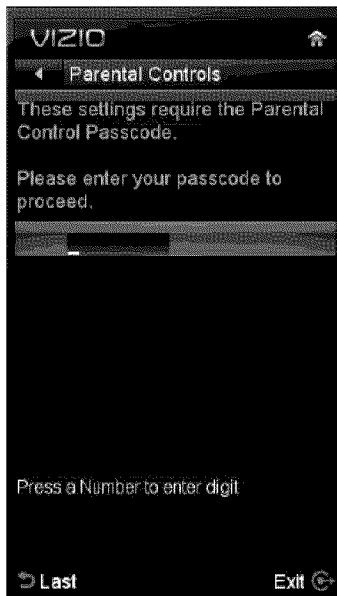 VIZIO
Parental Controls
These settings require the Parental
Control Passcode.
Please enter your passcode to
proceed.
Press a Number to enter digit
Last Exit